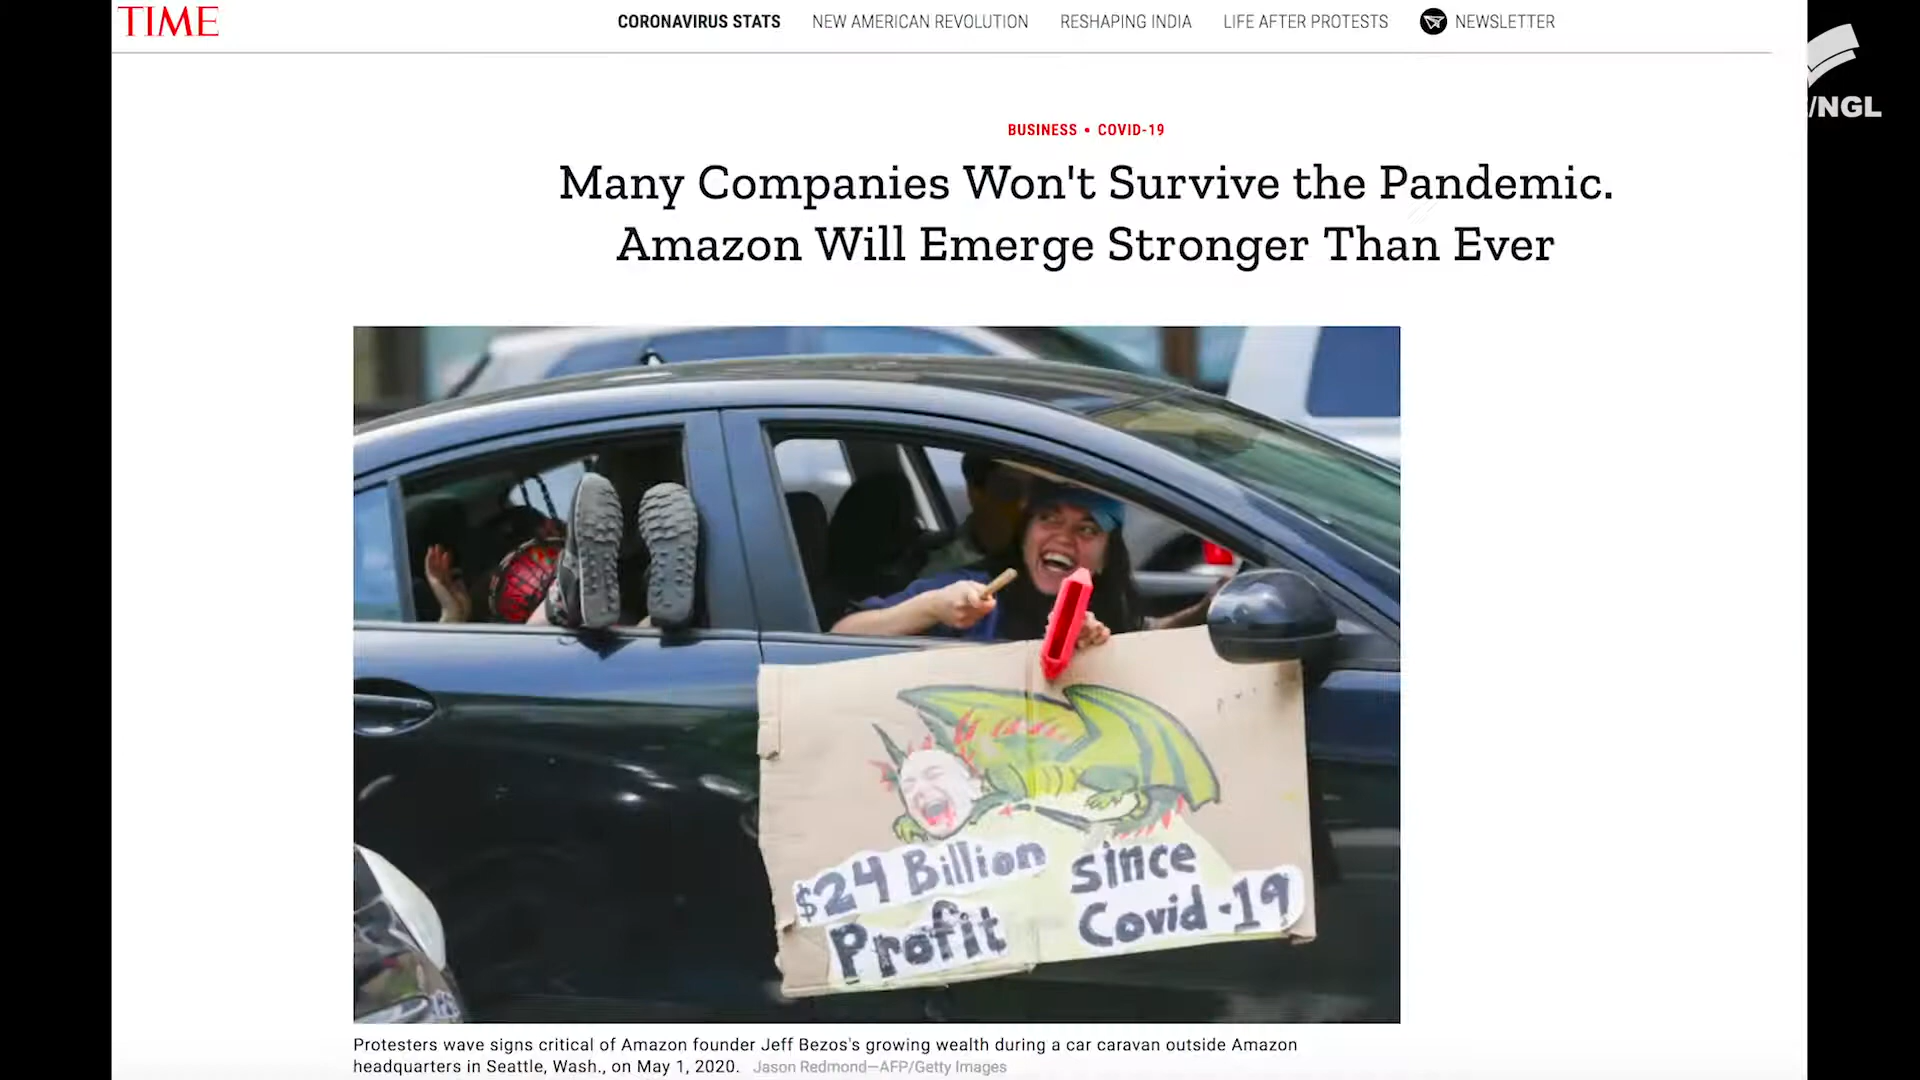 TIME
CORONAVIRUS STATS NEW AMERICAN REVOLUTION RESHAPING INDIA LIFE AFTER PROTESTS NEWSLETTER
/NGL
BUSINESS • COVID-19
Many Companies Won't Survive the Pandemic.
Amazon Will Emerge Stronger Than Ever
$24 Billion
Profit
since
Covid-19
Protesters wave signs critical of Amazon founder Jeff Bezos's growing wealth during a car caravan outside Amazon
headquarters in Seattle, Wash., on May 1, 2020. Jason Redmond—AFP/Getty Images